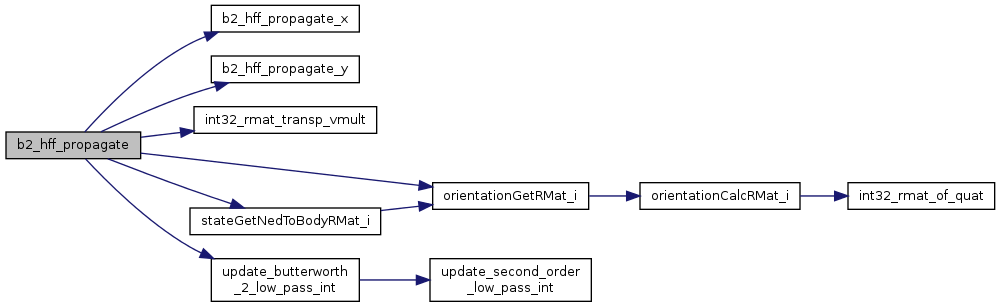 b2_hff_propagate
b2_hff_propagate_x
b2_hff_propagate_y
int32_rmat_transp_vmult
orientationGetRMat_i
stateGetNedToBodyRMat_i
update_butterworth
_2_low_pass_int
orientationCalcRMat_i
int32_rmat_of_quat
update_second_order
_low_pass_int